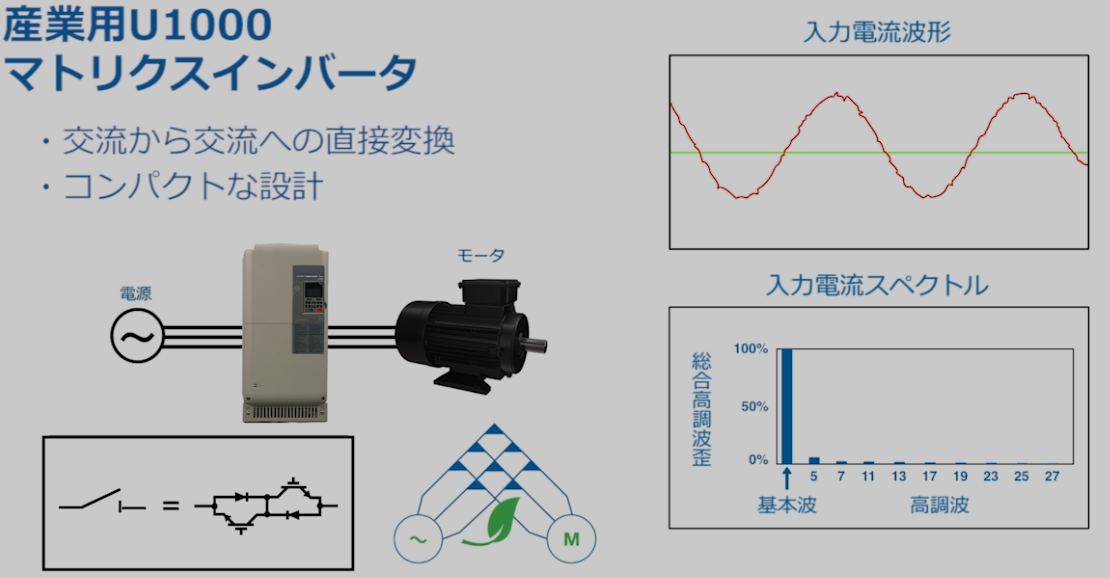 産業用U1000
マトリクスインバータ
・交流から交流への直接変換
・コンパクトな設計
電源
モータ
=
M
入力電流波形
入力電流スペクトル
総合高調波歪
100%
50%
0%
5 7 11 13 17 19 23 25 27
基本波
高調波